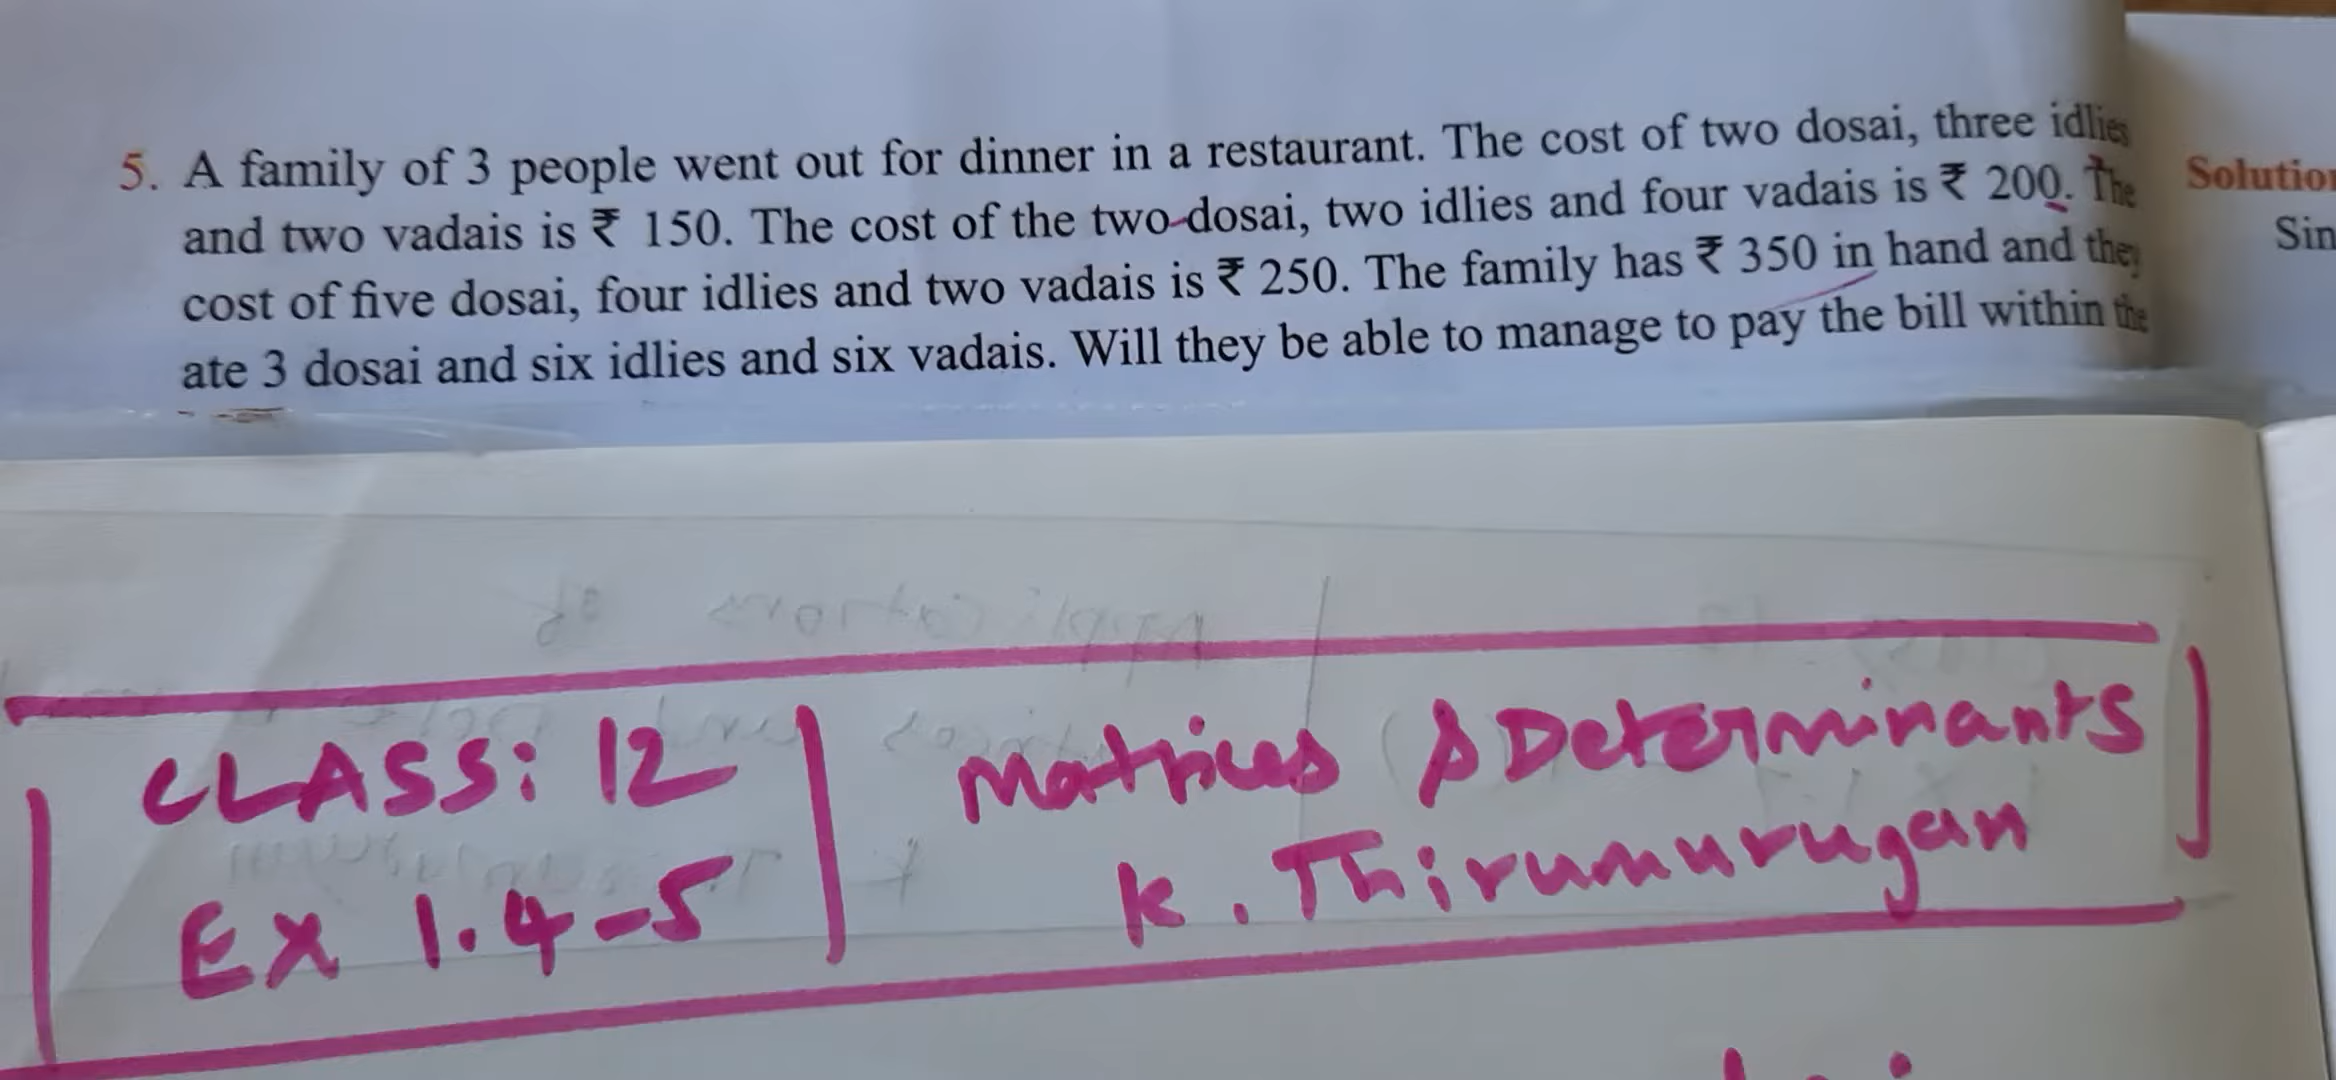 5. A family of 3 people went out for dinner in a restaurant. The cost of two dosai, three idlies
and two vadais is ₹ 150. The cost of the two dosai, two idlies and four vadais is ₹ 200. The
cost of five dosai, four idlies and two vadais is ₹ 250. The family has ₹ 350 in hand and they
ate 3 dosai and six idlies and six vadais. Will they be able to manage to pay the bill within the
Solution
Sin
CLASS: 12
Ex 1.4-5
Matrices & Determinants
K. Thirumurugan